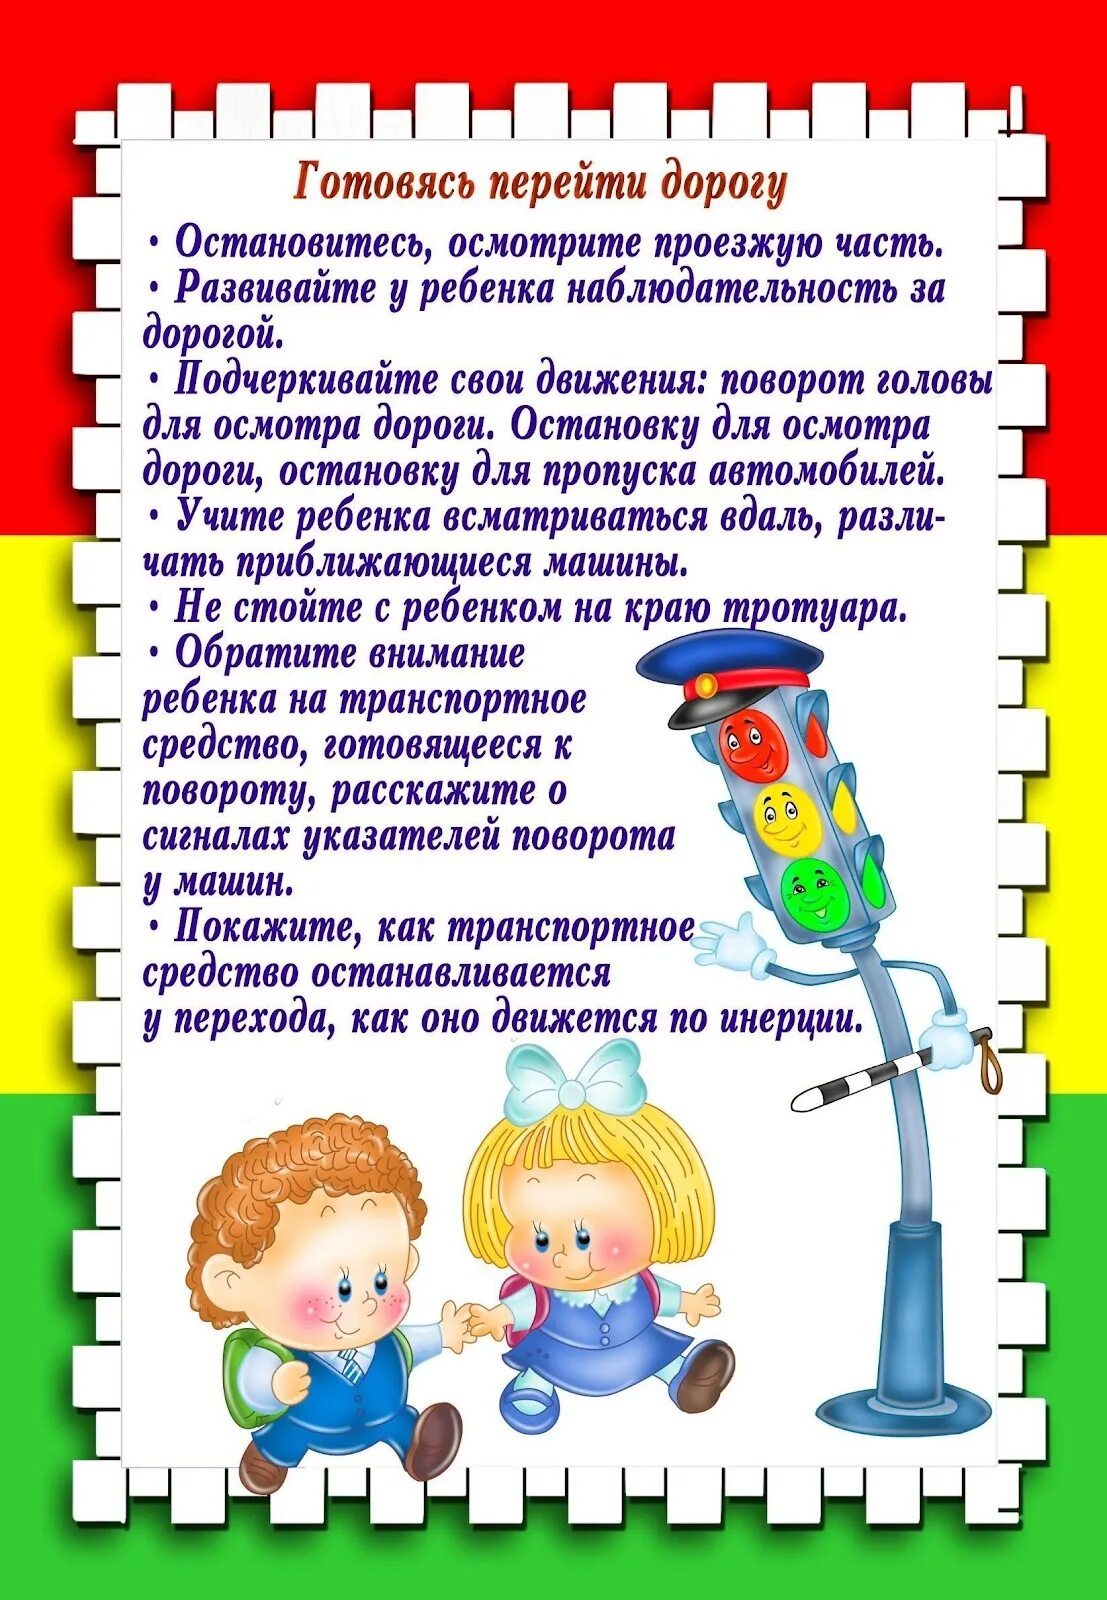 Готовясь перейти дорогу
• Остановитесь, осмотрите проезжую часть.
• Развивайте у ребенка наблюдательность за
дорогой.
• Подчеркивайте свои движения: поворот головы
для осмотра дороги. Остановку для осмотра
дороги, остановку для пропуска автомобилей.
• Учите ребенка всматриваться вдаль, разли-
чать приближающиеся машины.
• Не стойте с ребенком на краю тротуара.
• Обратите внимание
ребенка на транспортное
средство, готовящееся к
повороту, расскажите о
сигналах указателей поворота
у машин.
• Покажите, как транспортное
средство останавливается
у перехода, как оно движется по инерции.